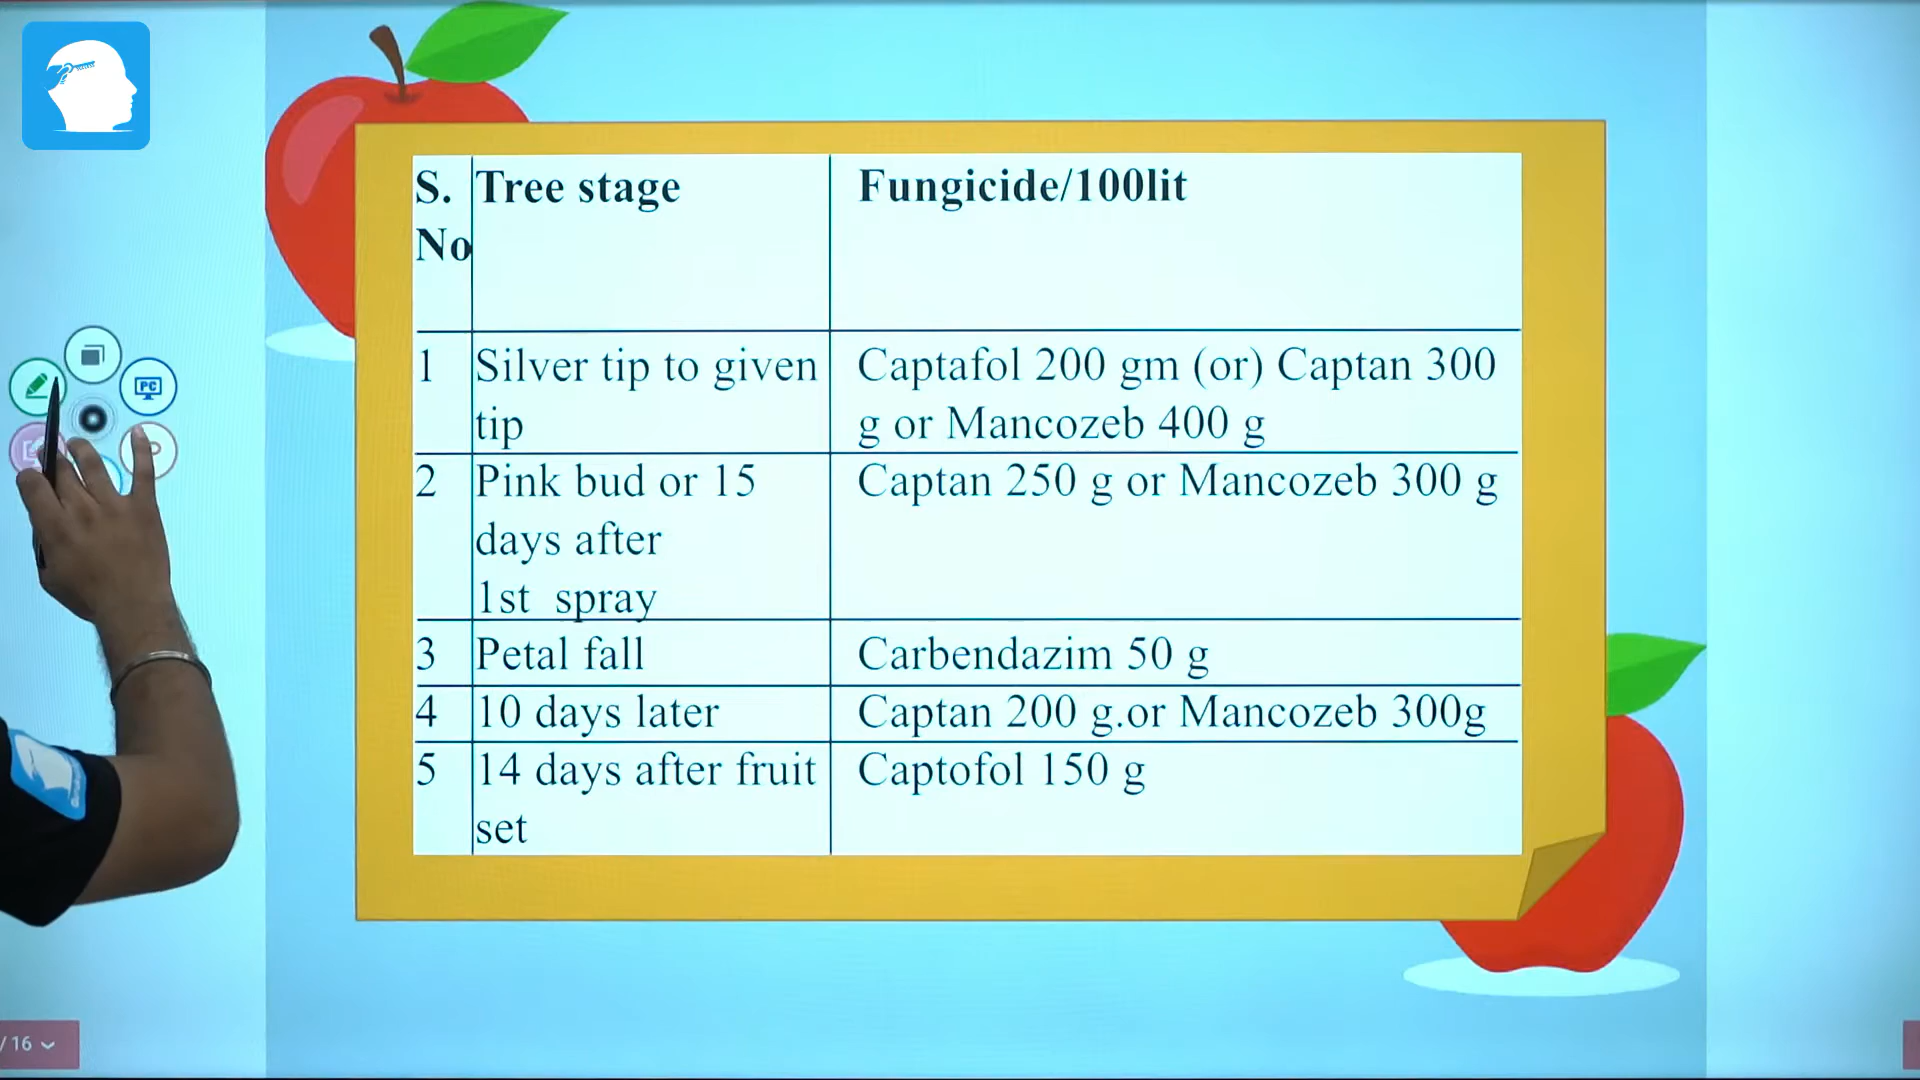 S. Tree stage Fungicide/100lit
No
1 Silver tip to given Captafol 200 gm (or) Captan 300
tip g or Mancozeb 400 g
2 Pink bud or 15 Captan 250 g or Mancozeb 300 g
days after
1st spray
3 Petal fall Carbendazim 50 g
4 10 days later Captan 200 g.or Mancozeb 300g
5 14 days after fruit Captofol 150 g
set
PC
/ 16